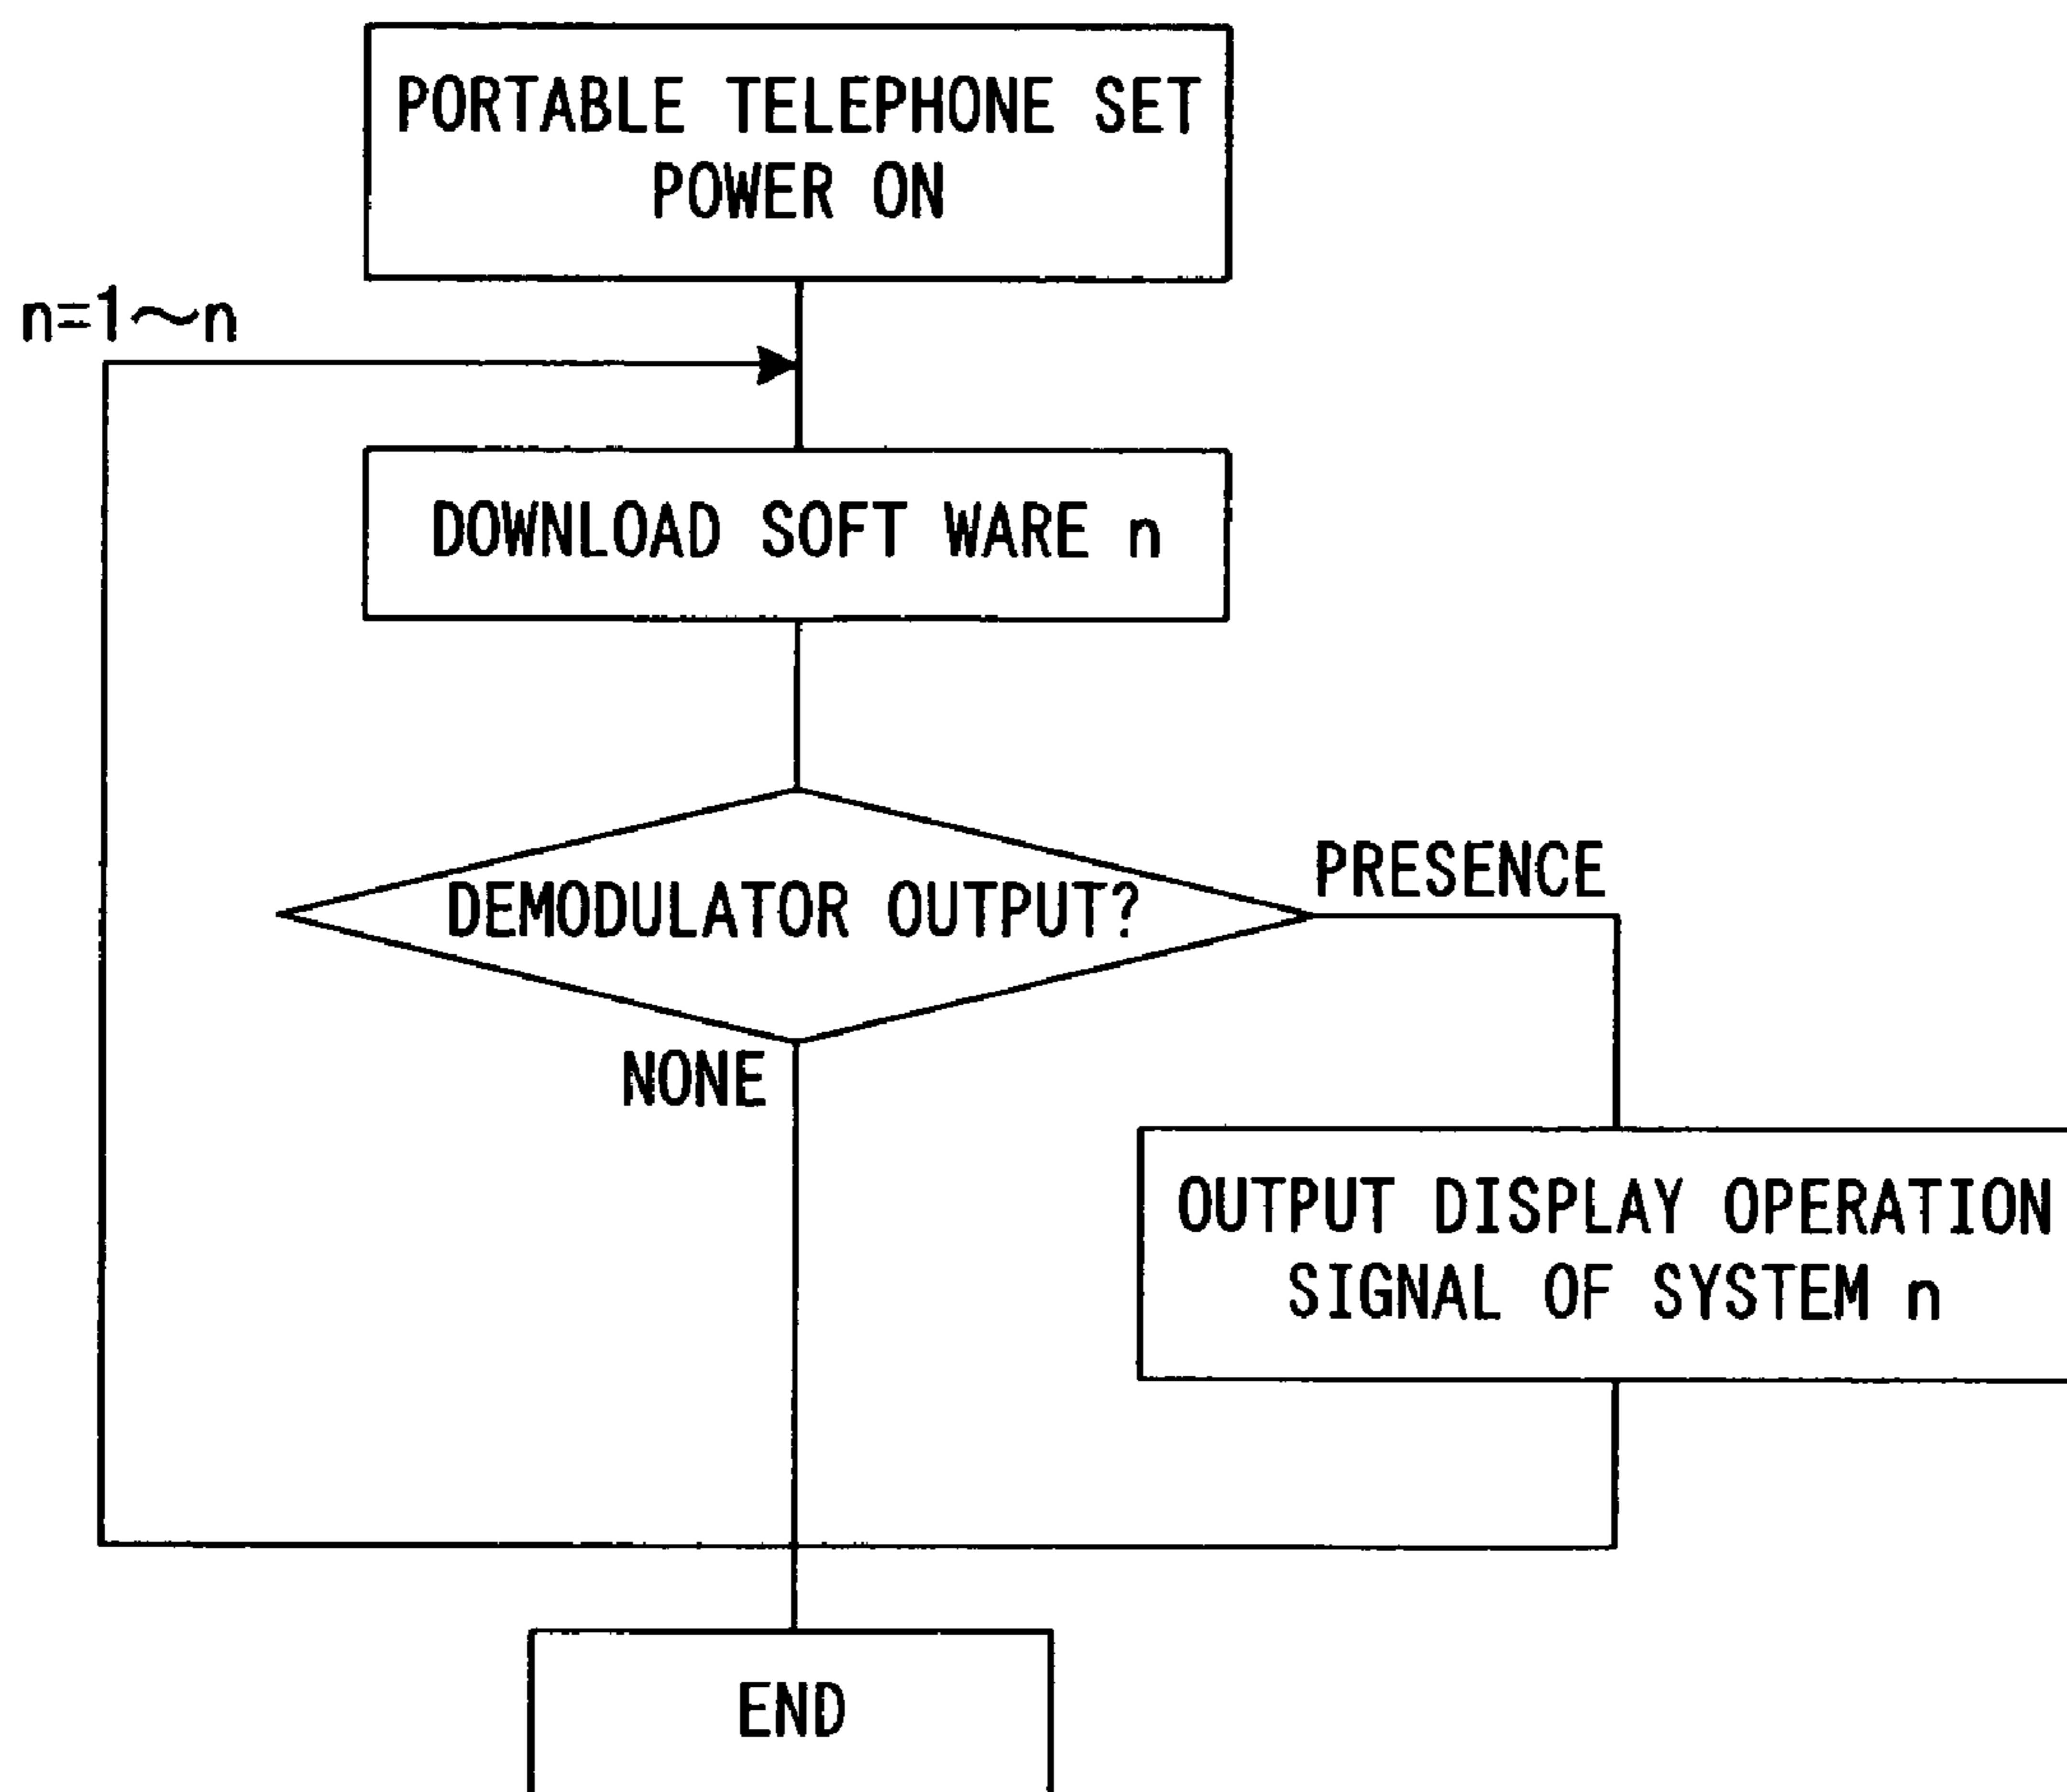 PORTABLE TELEPHONE SET
POWER ON
n=1～n
DOWNLOAD SOFT WARE n
DEMODULATOR OUTPUT?
PRESENCE
NONE
OUTPUT DISPLAY OPERATION
SIGNAL OF SYSTEM n
END